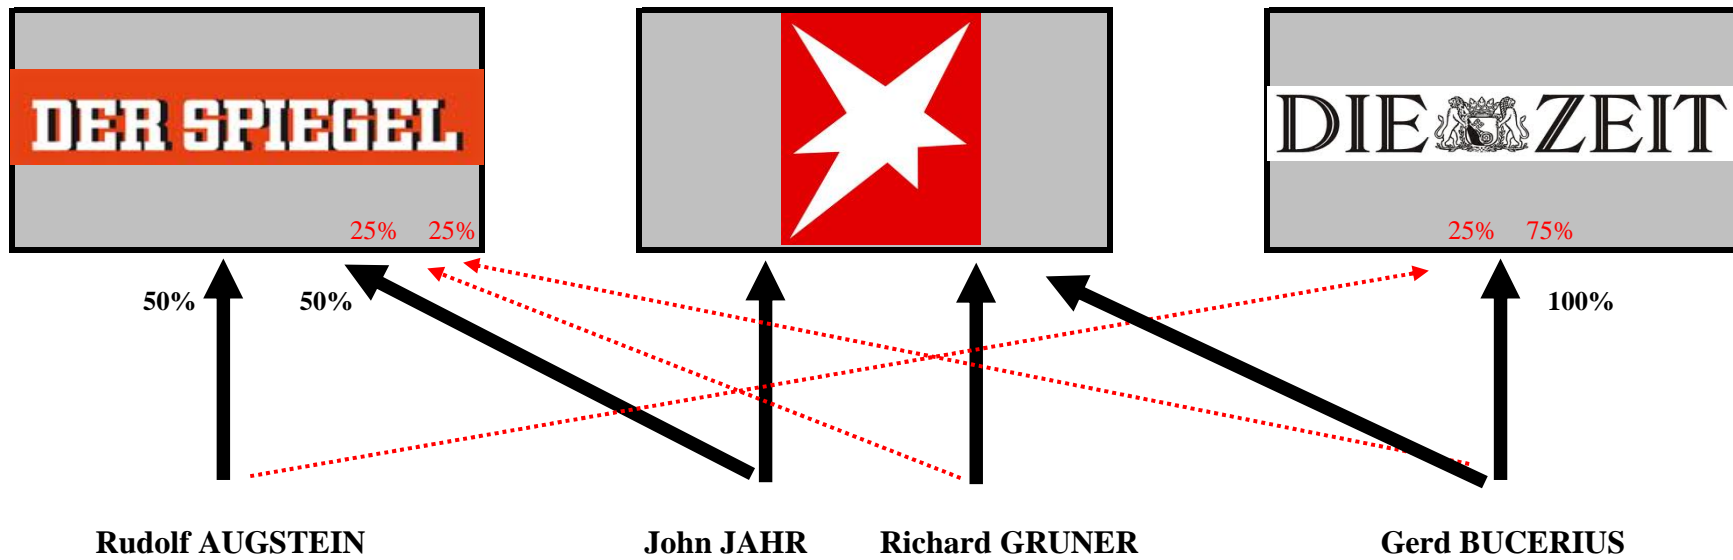 DER SPIEGEL
DIE ZEIT
25% 25%
25% 75%
50% 50%
100%
Rudolf AUGSTEIN John JAHR Richard GRUNER Gerd BUCERIUS